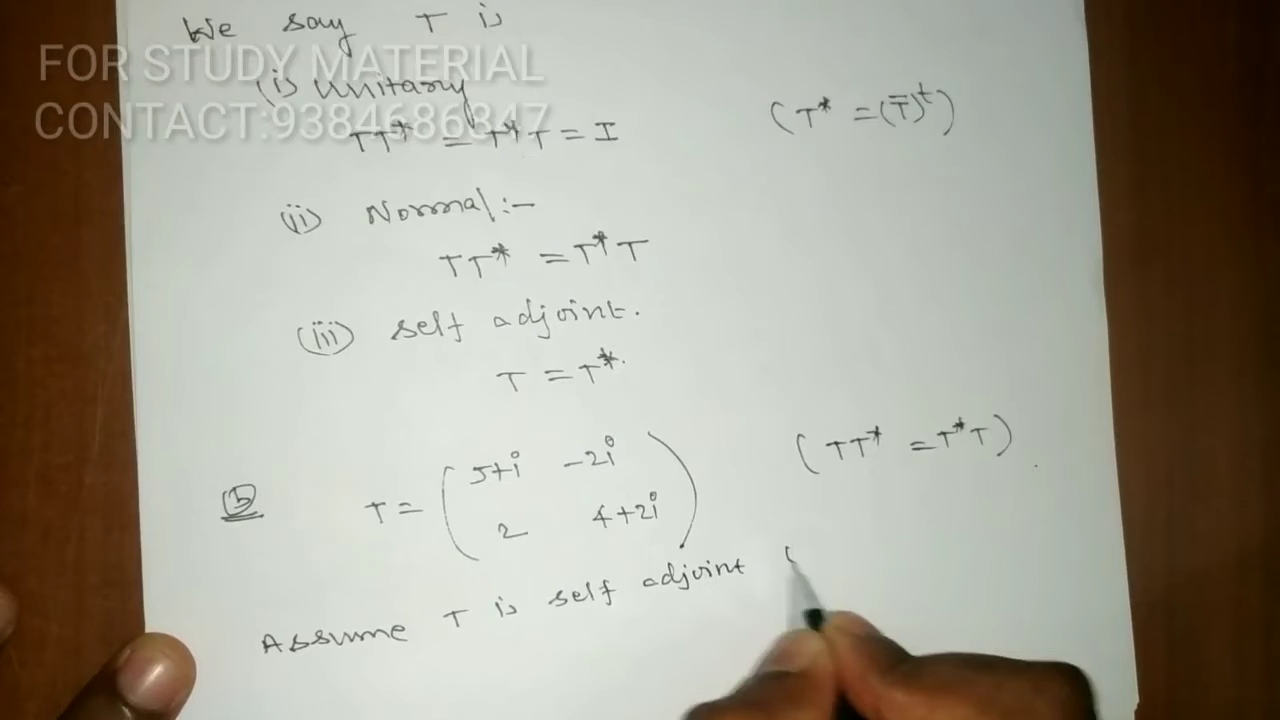 We say T is
FOR STUDY MATERIAL
(i) Unitary
CONTACT:9384686847
TT* = T*T = I
(T* = (T̅)ᵗ)
(ii) Normal:-
TT* = T*T
(iii) self adjoint.
T = T*.
(b) T = ( 5+i -2i
2 4+2i )
(TT* = T*T).
Assume T is self adjoint (